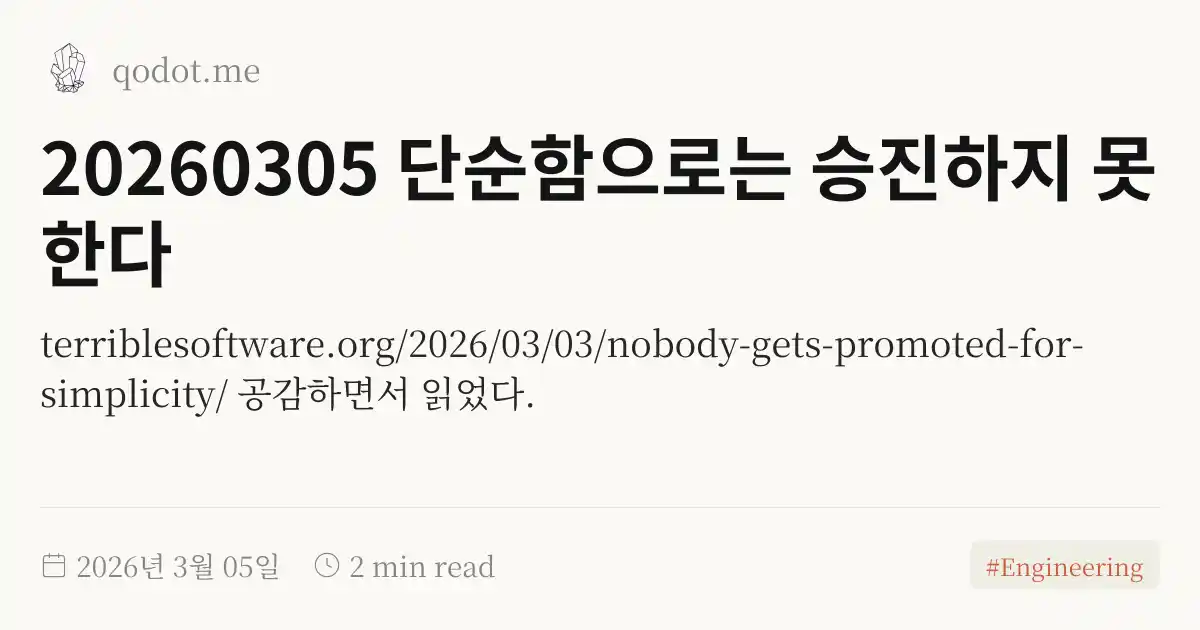 qodot.me
20260305 단순함으로는 승진하지 못
한다
terriblesoftware.org/2026/03/03/nobody-gets-promoted-for-
simplicity/ 공감하면서 읽었다.
2026년 3월 05일
2 min read
#Engineering